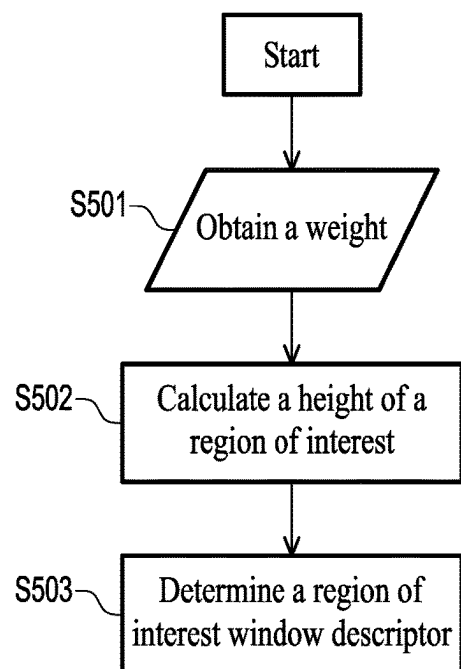 Start
S501
Obtain a weight
S502
Calculate a height of a
region of interest
S503
Determine a region of
interest window descriptor